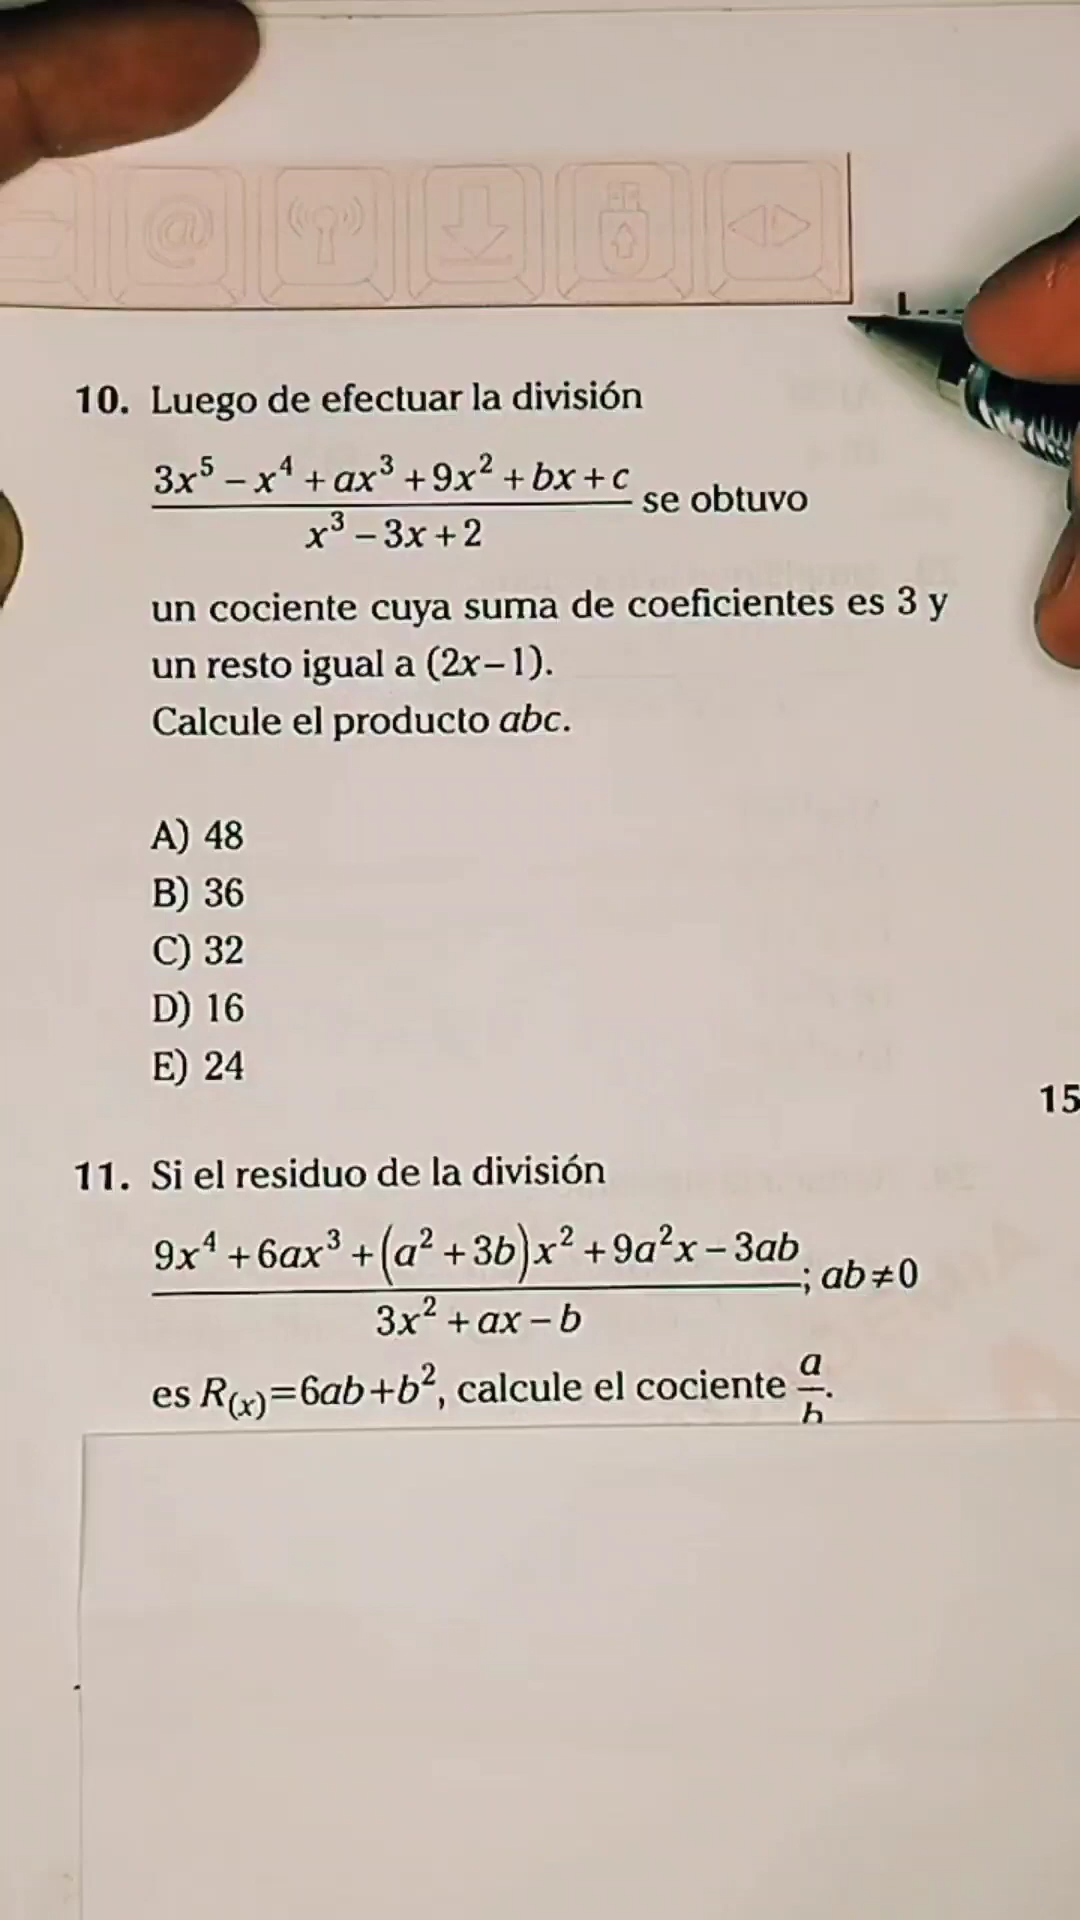 10. Luego de efectuar la división
3x⁵ − x⁴ + ax³ + 9x² + bx + c
se obtuvo
x³ − 3x + 2
un cociente cuya suma de coeficientes es 3 y
un resto igual a (2x−1).
Calcule el producto abc.
A) 48
B) 36
C) 32
D) 16
E) 24
15
11. Si el residuo de la división
9x⁴ + 6ax³ + (a² + 3b)x² + 9a²x − 3ab
; ab≠0
3x² + ax − b
es R₍ₓ₎=6ab+b², calcule el cociente a/b.